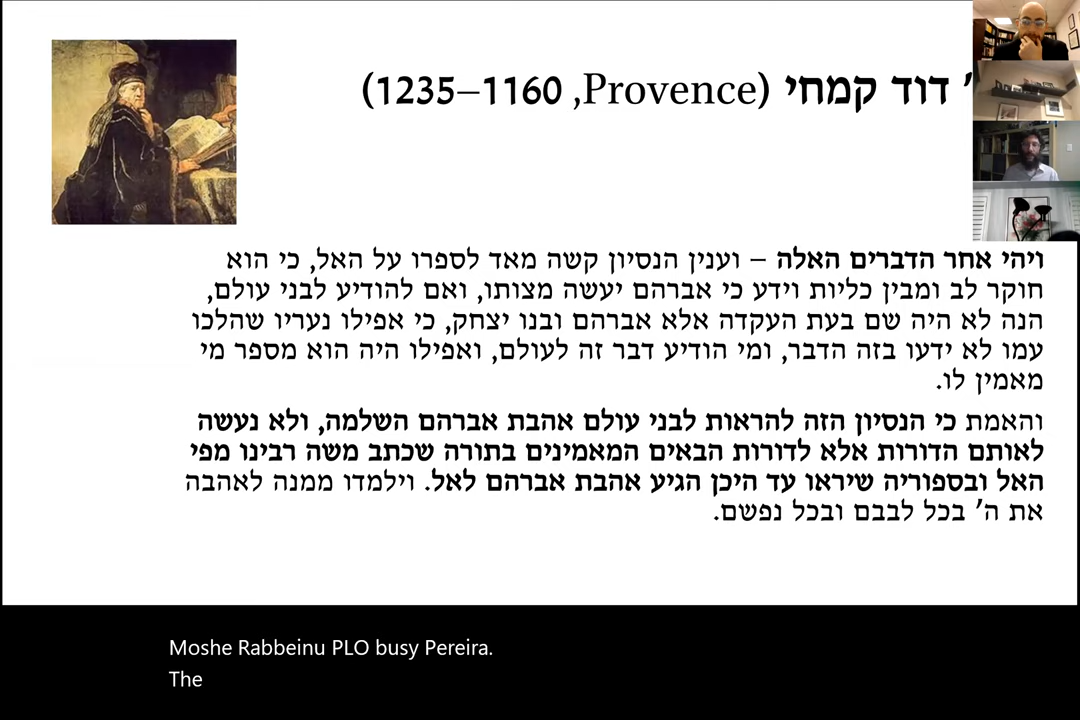 ' דוד קמחי (Provence, 1160–1235)
ויהי אחר הדברים האלה – וענין הנסיון קשה מאד לספרו על האל, כי הוא
חוקר לב ומבין כליות וידע כי אברהם יעשה מצותו, ואם להודיע לבני עולם,
הנה לא היה שם בעת העקדה אלא אברהם ובנו יצחק, כי אפילו נעריו שהלכו
עמו לא ידעו בזה הדבר, ומי הודיע דבר זה לעולם, ואפילו היה הוא מספר מי
מאמין לו.
והאמת כי הנסיון הזה להראות לבני עולם אהבת אברהם השלמה, ולא נעשה
לאותם הדורות אלא לדורות הבאים המאמינים בתורה שכתב משה רבינו מפי
האל ובספוריה שיראו עד היכן הגיע אהבת אברהם לאל. וילמדו ממנה לאהבה
את ה' בכל לבבם ובכל נפשם.
Moshe Rabbeinu PLO busy Pereira.
The